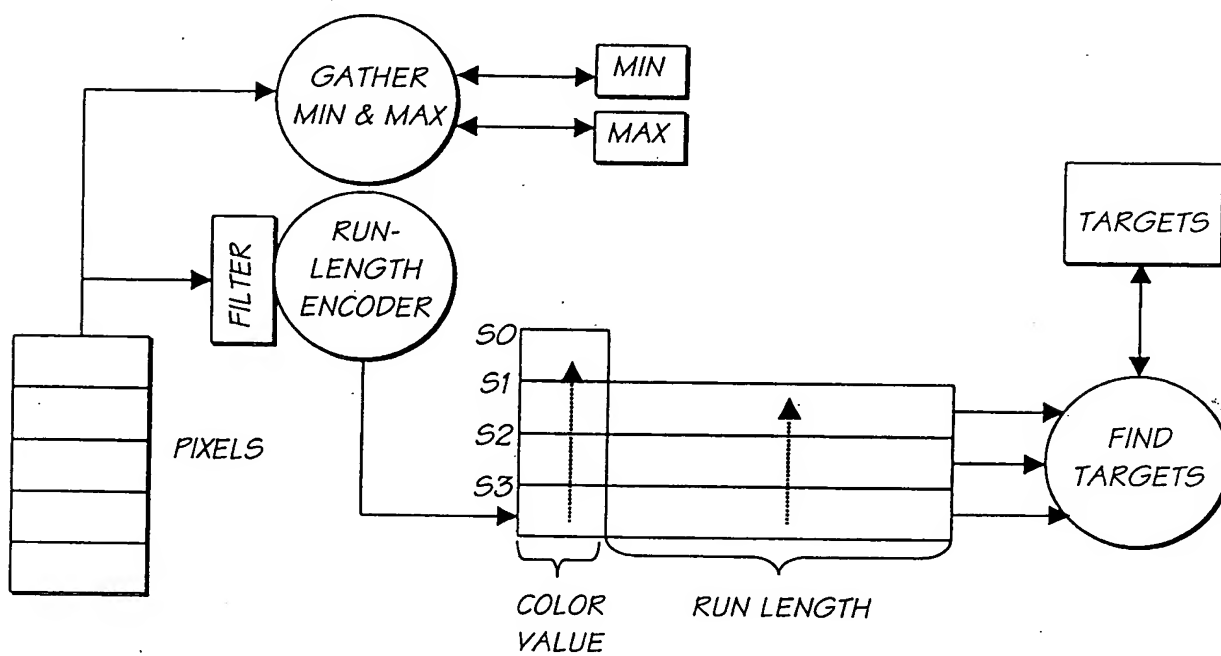 GATHER
MIN & MAX
MIN
MAX
FILTER
RUN-
LENGTH
ENCODER
TARGETS
PIXELS
S0
S1
S2
S3
FIND
TARGETS
COLOR
VALUE
RUN LENGTH